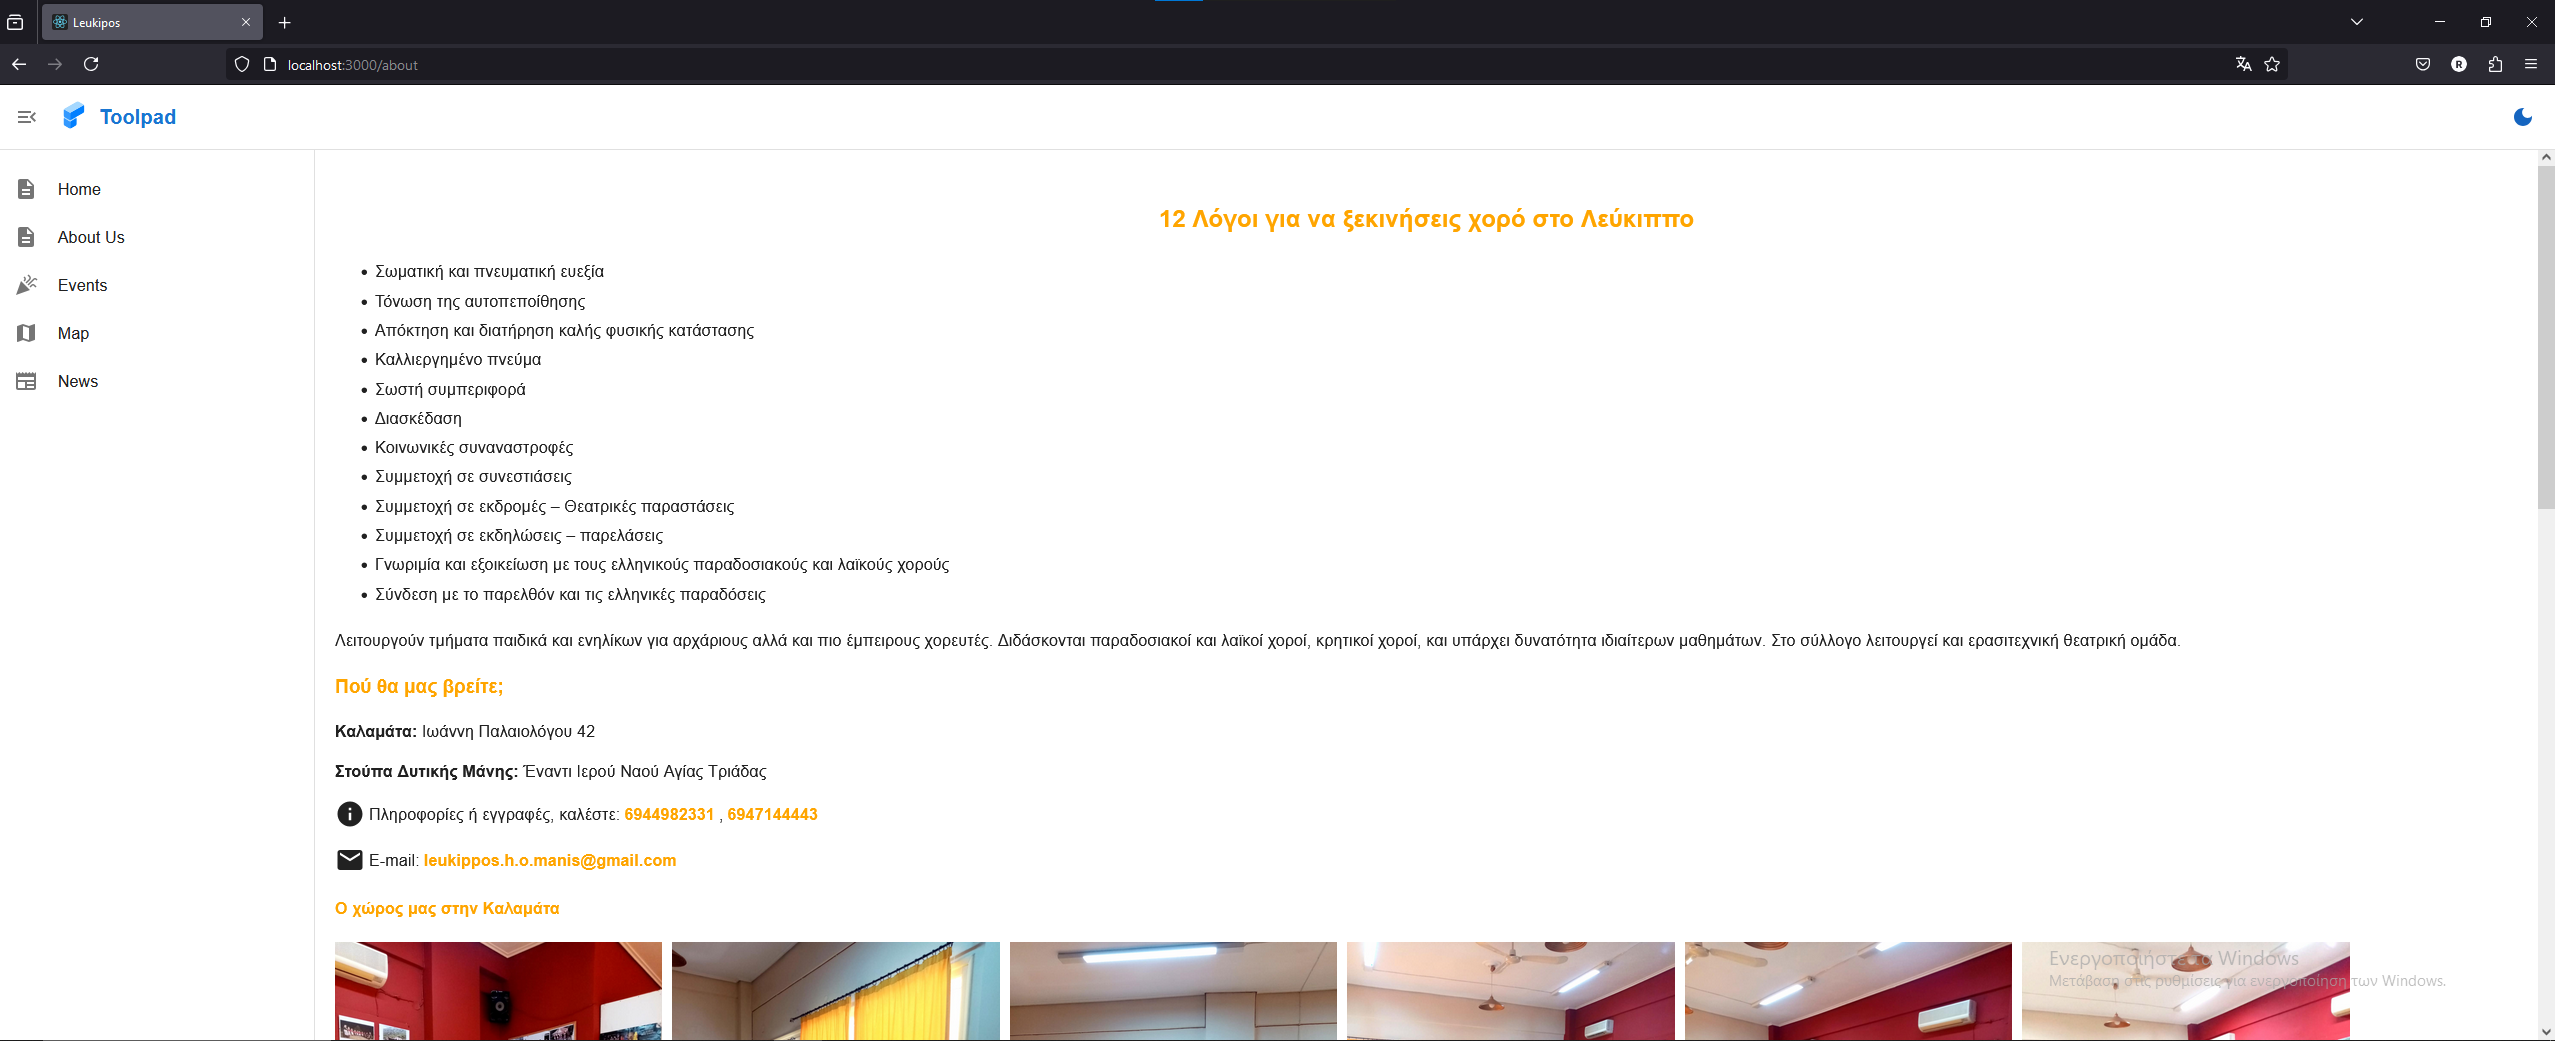 Leukipos
localhost:3000/about
Toolpad
Home
About Us
Events
Map
News
12 Λόγοι για να ξεκινήσεις χορό στο Λεύκιππο
• Σωματική και πνευματική ευεξία
• Τόνωση της αυτοπεποίθησης
• Απόκτηση και διατήρηση καλής φυσικής κατάστασης
• Καλλιεργημένο πνεύμα
• Σωστή συμπεριφορά
• Διασκέδαση
• Κοινωνικές συναναστροφές
• Συμμετοχή σε συνεστιάσεις
• Συμμετοχή σε εκδρομές – Θεατρικές παραστάσεις
• Συμμετοχή σε εκδηλώσεις – παρελάσεις
• Γνωριμία και εξοικείωση με τους ελληνικούς παραδοσιακούς και λαϊκούς χορούς
• Σύνδεση με το παρελθόν και τις ελληνικές παραδόσεις
Λειτουργούν τμήματα παιδικά και ενηλίκων για αρχάριους αλλά και πιο έμπειρους χορευτές. Διδάσκονται παραδοσιακοί και λαϊκοί χοροί, κρητικοί χοροί, και υπάρχει δυνατότητα ιδιαίτερων μαθημάτων. Στο σύλλογο λειτουργεί και ερασιτεχνική θεατρική ομάδα.
Πού θα μας βρείτε;
Καλαμάτα: Ιωάννη Παλαιολόγου 42
Στούπα Δυτικής Μάνης: Έναντι Ιερού Ναού Αγίας Τριάδας
Πληροφορίες ή εγγραφές, καλέστε: 6944982331 , 6947144443
E-mail: leukippos.h.o.manis@gmail.com
Ο χώρος μας στην Καλαμάτα
Ενεργοποιήστε τα Windows
Μετάβαση στις ρυθμίσεις για ενεργοποίηση των Windows.